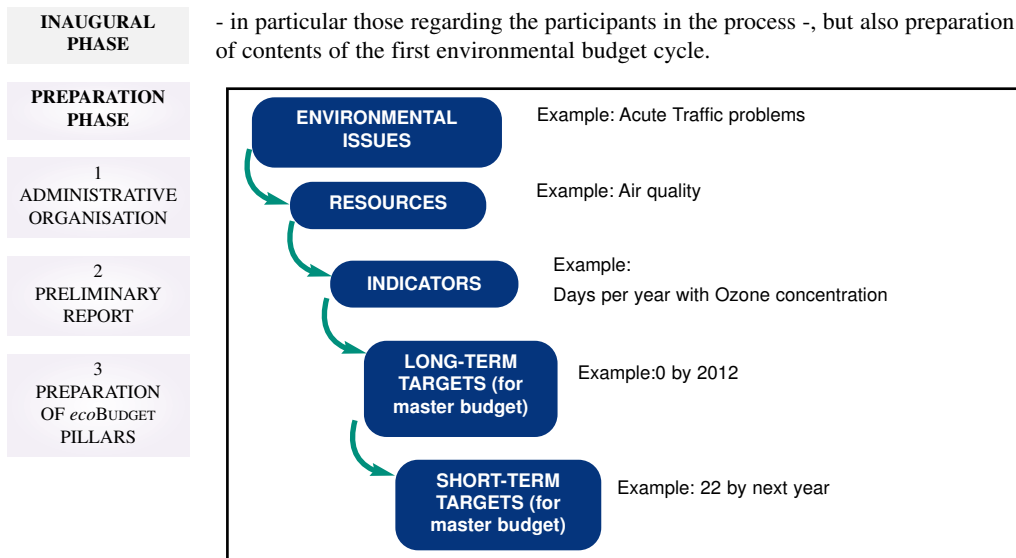 INAUGURAL
PHASE
- in particular those regarding the participants in the process -, but also preparation
of contents of the first environmental budget cycle.
PREPARATION
PHASE
1
ADMINISTRATIVE
ORGANISATION
2
PRELIMINARY
REPORT
3
PREPARATION
OF ecoBUDGET
PILLARS
ENVIRONMENTAL
ISSUES
Example: Acute Traffic problems
RESOURCES
Example: Air quality
INDICATORS
Example:
Days per year with Ozone concentration
LONG-TERM
TARGETS (for
master budget)
Example:0 by 2012
SHORT-TERM
TARGETS (for
master budget)
Example: 22 by next year